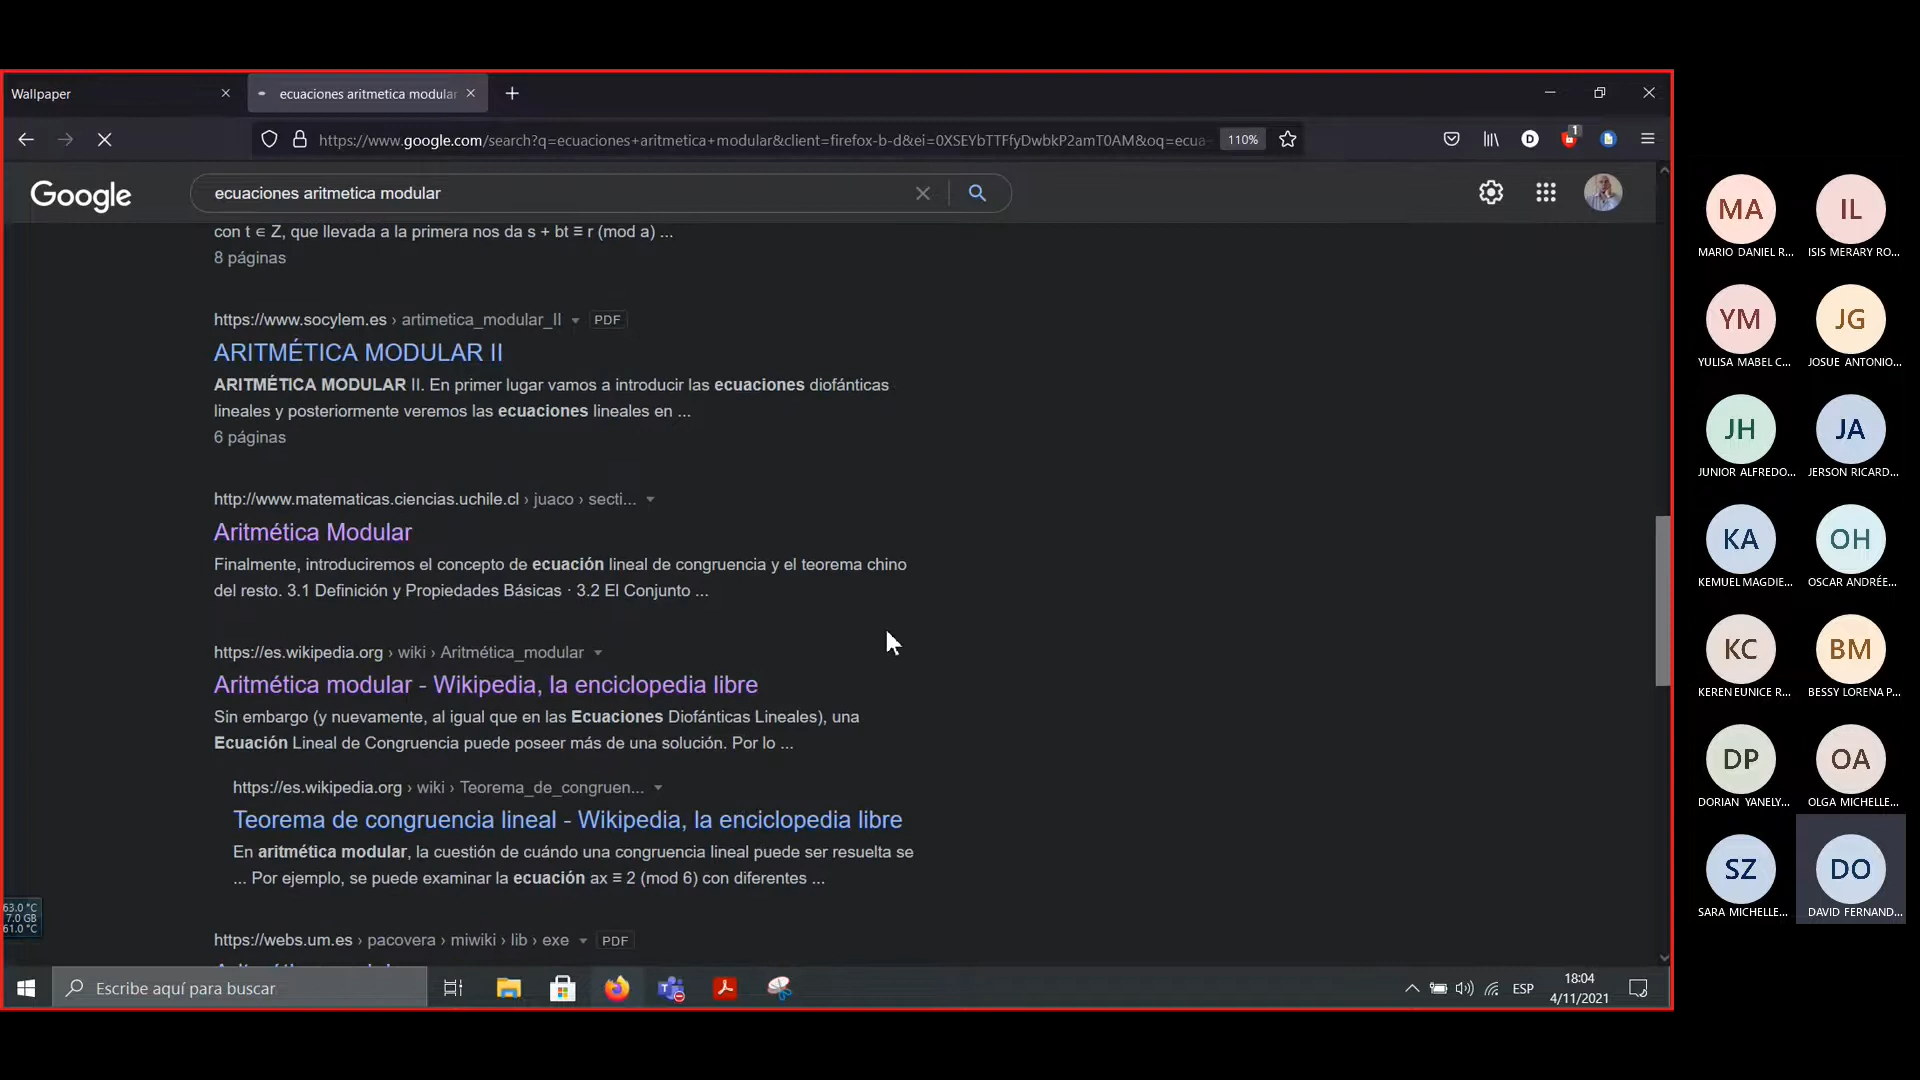 Wallpaper
ecuaciones aritmetica modular
https://www.google.com/search?q=ecuaciones+aritmetica+modular&client=firefox-b-d&ei=0XSEYbTTFfyDwbkP2amT0AM&oq=ecua
110%
1
Google
ecuaciones aritmetica modular
con t ∈ Z, que llevada a la primera nos da s + bt ≡ r (mod a) ...
8 páginas
https://www.socylem.es › artimetica_modular_II PDF
ARITMÉTICA MODULAR II
ARITMÉTICA MODULAR II. En primer lugar vamos a introducir las ecuaciones diofánticas
lineales y posteriormente veremos las ecuaciones lineales en ...
6 páginas
http://www.matematicas.ciencias.uchile.cl › juaco › secti...
Aritmética Modular
Finalmente, introduciremos el concepto de ecuación lineal de congruencia y el teorema chino
del resto. 3.1 Definición y Propiedades Básicas · 3.2 El Conjunto ...
https://es.wikipedia.org › wiki › Aritmética_modular
Aritmética modular - Wikipedia, la enciclopedia libre
Sin embargo (y nuevamente, al igual que en las Ecuaciones Diofánticas Lineales), una
Ecuación Lineal de Congruencia puede poseer más de una solución. Por lo ...
https://es.wikipedia.org › wiki › Teorema_de_congruen...
Teorema de congruencia lineal - Wikipedia, la enciclopedia libre
En aritmética modular, la cuestión de cuándo una congruencia lineal puede ser resuelta se
... Por ejemplo, se puede examinar la ecuación ax ≡ 2 (mod 6) con diferentes ...
https://webs.um.es › pacovera › miwiki › lib › exe PDF
63.0 °C
7.0 GB
61.0 °C
Escribe aquí para buscar
ESP
18:04
4/11/2021
MA
MARIO DANIEL R...
IL
ISIS MERARY RO...
YM
YULISA MABEL C...
JG
JOSUE ANTONIO...
JH
JUNIOR ALFREDO...
JA
JERSON RICARD...
KA
KEMUEL MAGDIE...
OH
OSCAR ANDRÉE...
KC
KEREN EUNICE R...
BM
BESSY LORENA P...
DP
DORIAN YANELY...
OA
OLGA MICHELLE...
SZ
SARA MICHELLE...
DO
DAVID FERNAND...